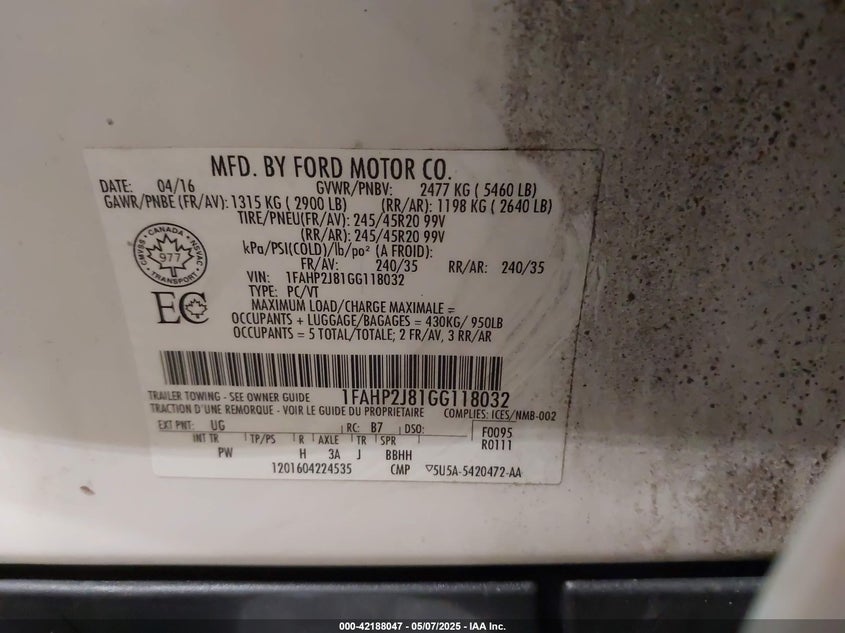 MFD. BY FORD MOTOR CO.
DATE: 04/16 GVWR/PNBV: 2477 KG ( 5460 LB)
GAWR/PNBE (FR/AV): 1315 KG ( 2900 LB) (RR/AR): 1198 KG ( 2640 LB)
TIRE/PNEU(FR/AV): 245/45R20 99V
(RR/AR): 245/45R20 99V
kPa/PSI(COLD)/lb/po² (A FROID):
FR/AV: 240/35 RR/AR: 240/35
CANADA
CMVSS 977 NSVAC
TRANSPORT
VIN: 1FAHP2J81GG118032
TYPE: PC/VT
EC
MAXIMUM LOAD/CHARGE MAXIMALE =
OCCUPANTS + LUGGAGE/BAGAGES = 430KG/ 950LB
OCCUPANTS = 5 TOTAL/TOTALE; 2 FR/AV, 3 RR/AR
TRAILER TOWING - SEE OWNER GUIDE 1FAHP2J81GG118032
TRACTION D'UNE REMORQUE - VOIR LE GUIDE DU PROPRIETAIRE COMPLIES: ICES/NMB-002
EXT PNT: UG RC: B7 DSO: F0095
INT TR TP/PS R AXLE TR SPR R0111
PW H 3A J BBHH
1201604224535 CMP ▽5U5A-5420472-AA
000-42188047 - 05/07/2025 - IAA Inc.